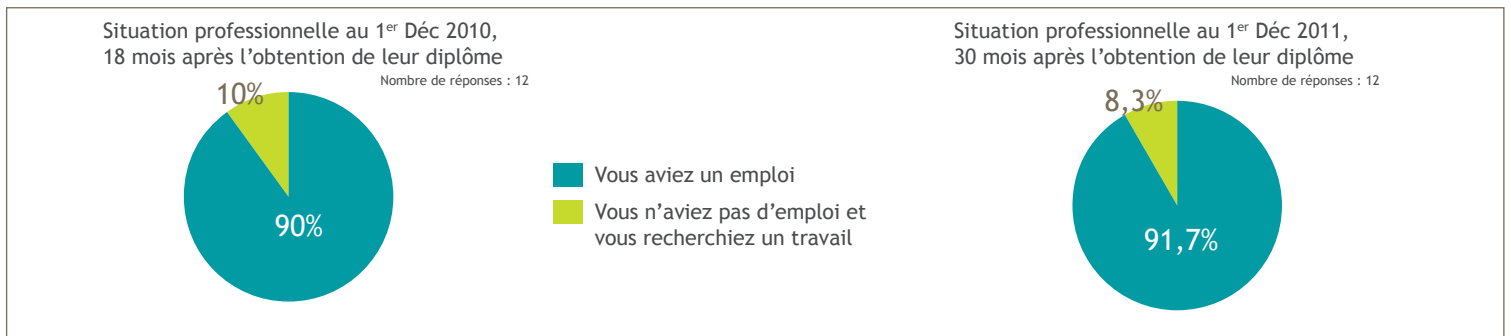 Situation professionnelle au 1er Déc 2010,
18 mois après l’obtention de leur diplôme
Nombre de réponses : 12
10%
90%
Vous aviez un emploi
Vous n’aviez pas d’emploi et
vous recherchiez un travail
Situation professionnelle au 1er Déc 2011,
30 mois après l’obtention de leur diplôme
Nombre de réponses : 12
8,3%
91,7%